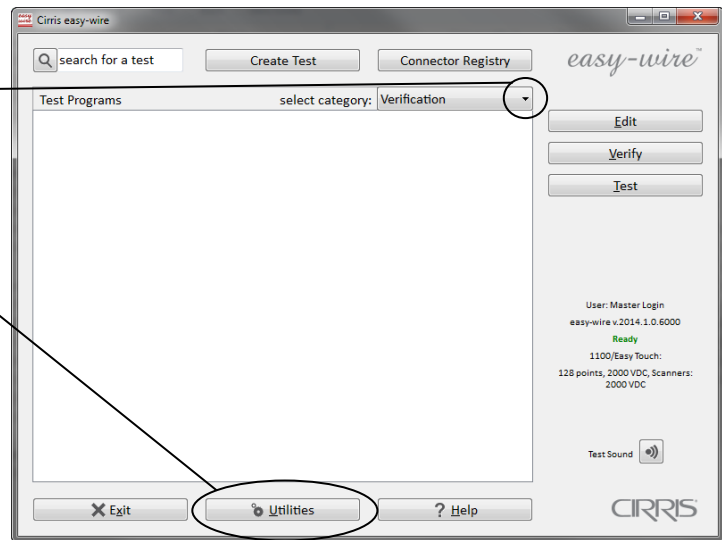 Cirris easy-wire
search for a test
Create Test
Connector Registry
easy-wire™
Test Programs
select category:
Verification
Edit
Verify
Test
User: Master Login
easy-wire v.2014.1.0.6000
Ready
1100/Easy Touch:
128 points, 2000 VDC, Scanners:
2000 VDC
Test Sound
Exit
Utilities
? Help
CIRRIS